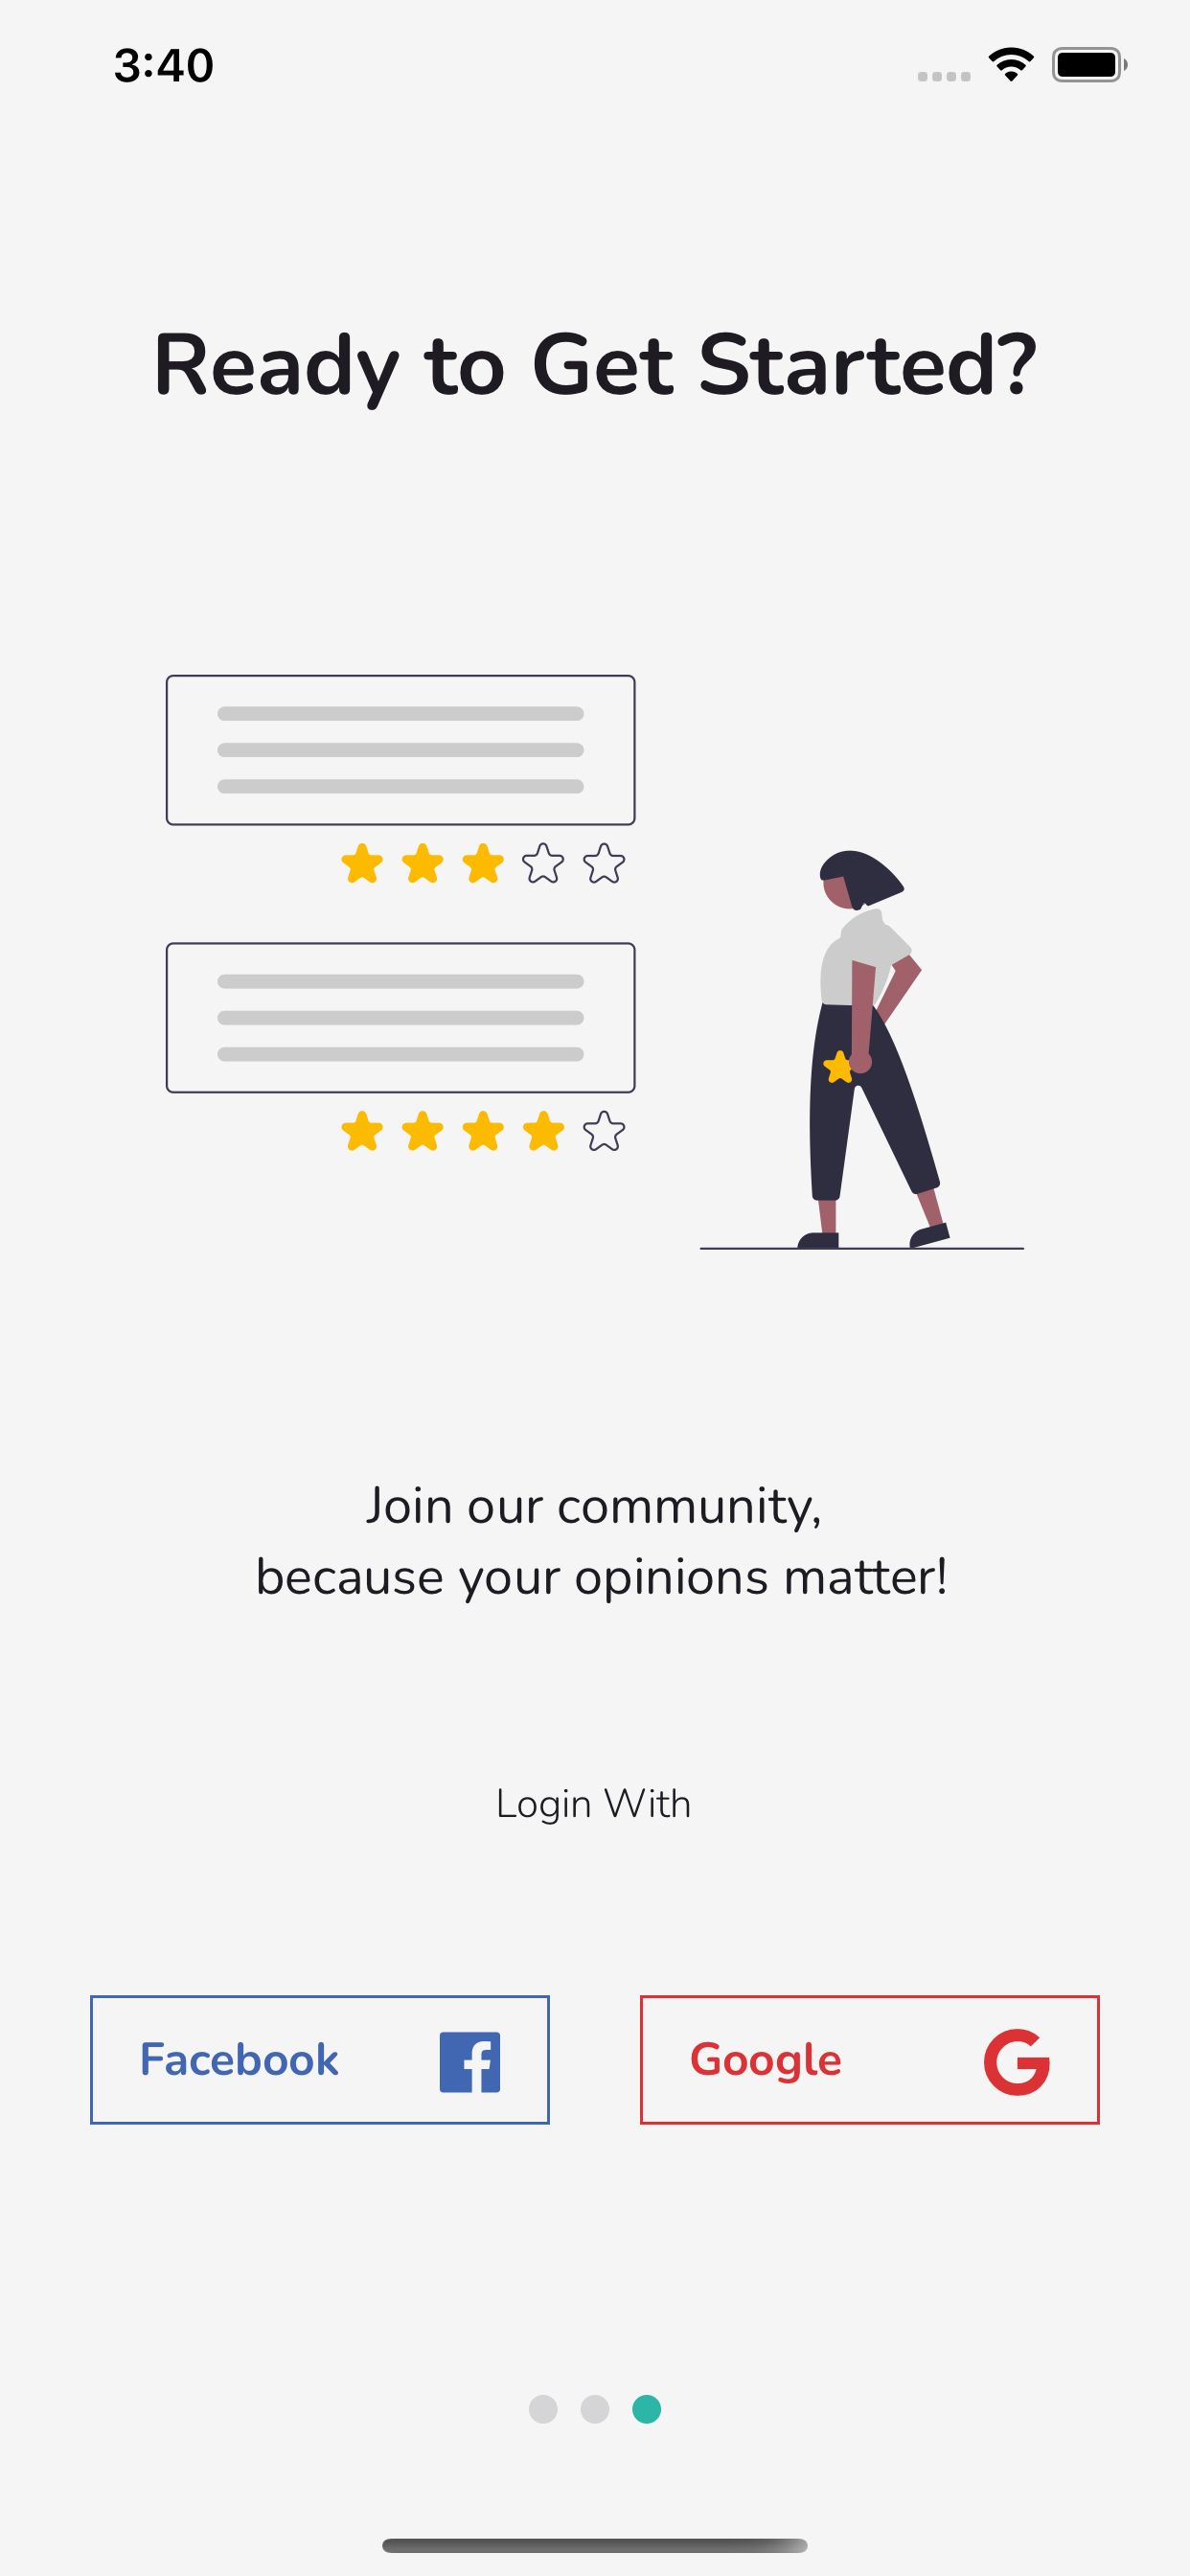 3:40
Ready to Get Started?
Join our community,
because your opinions matter!
Login With
Facebook
Google